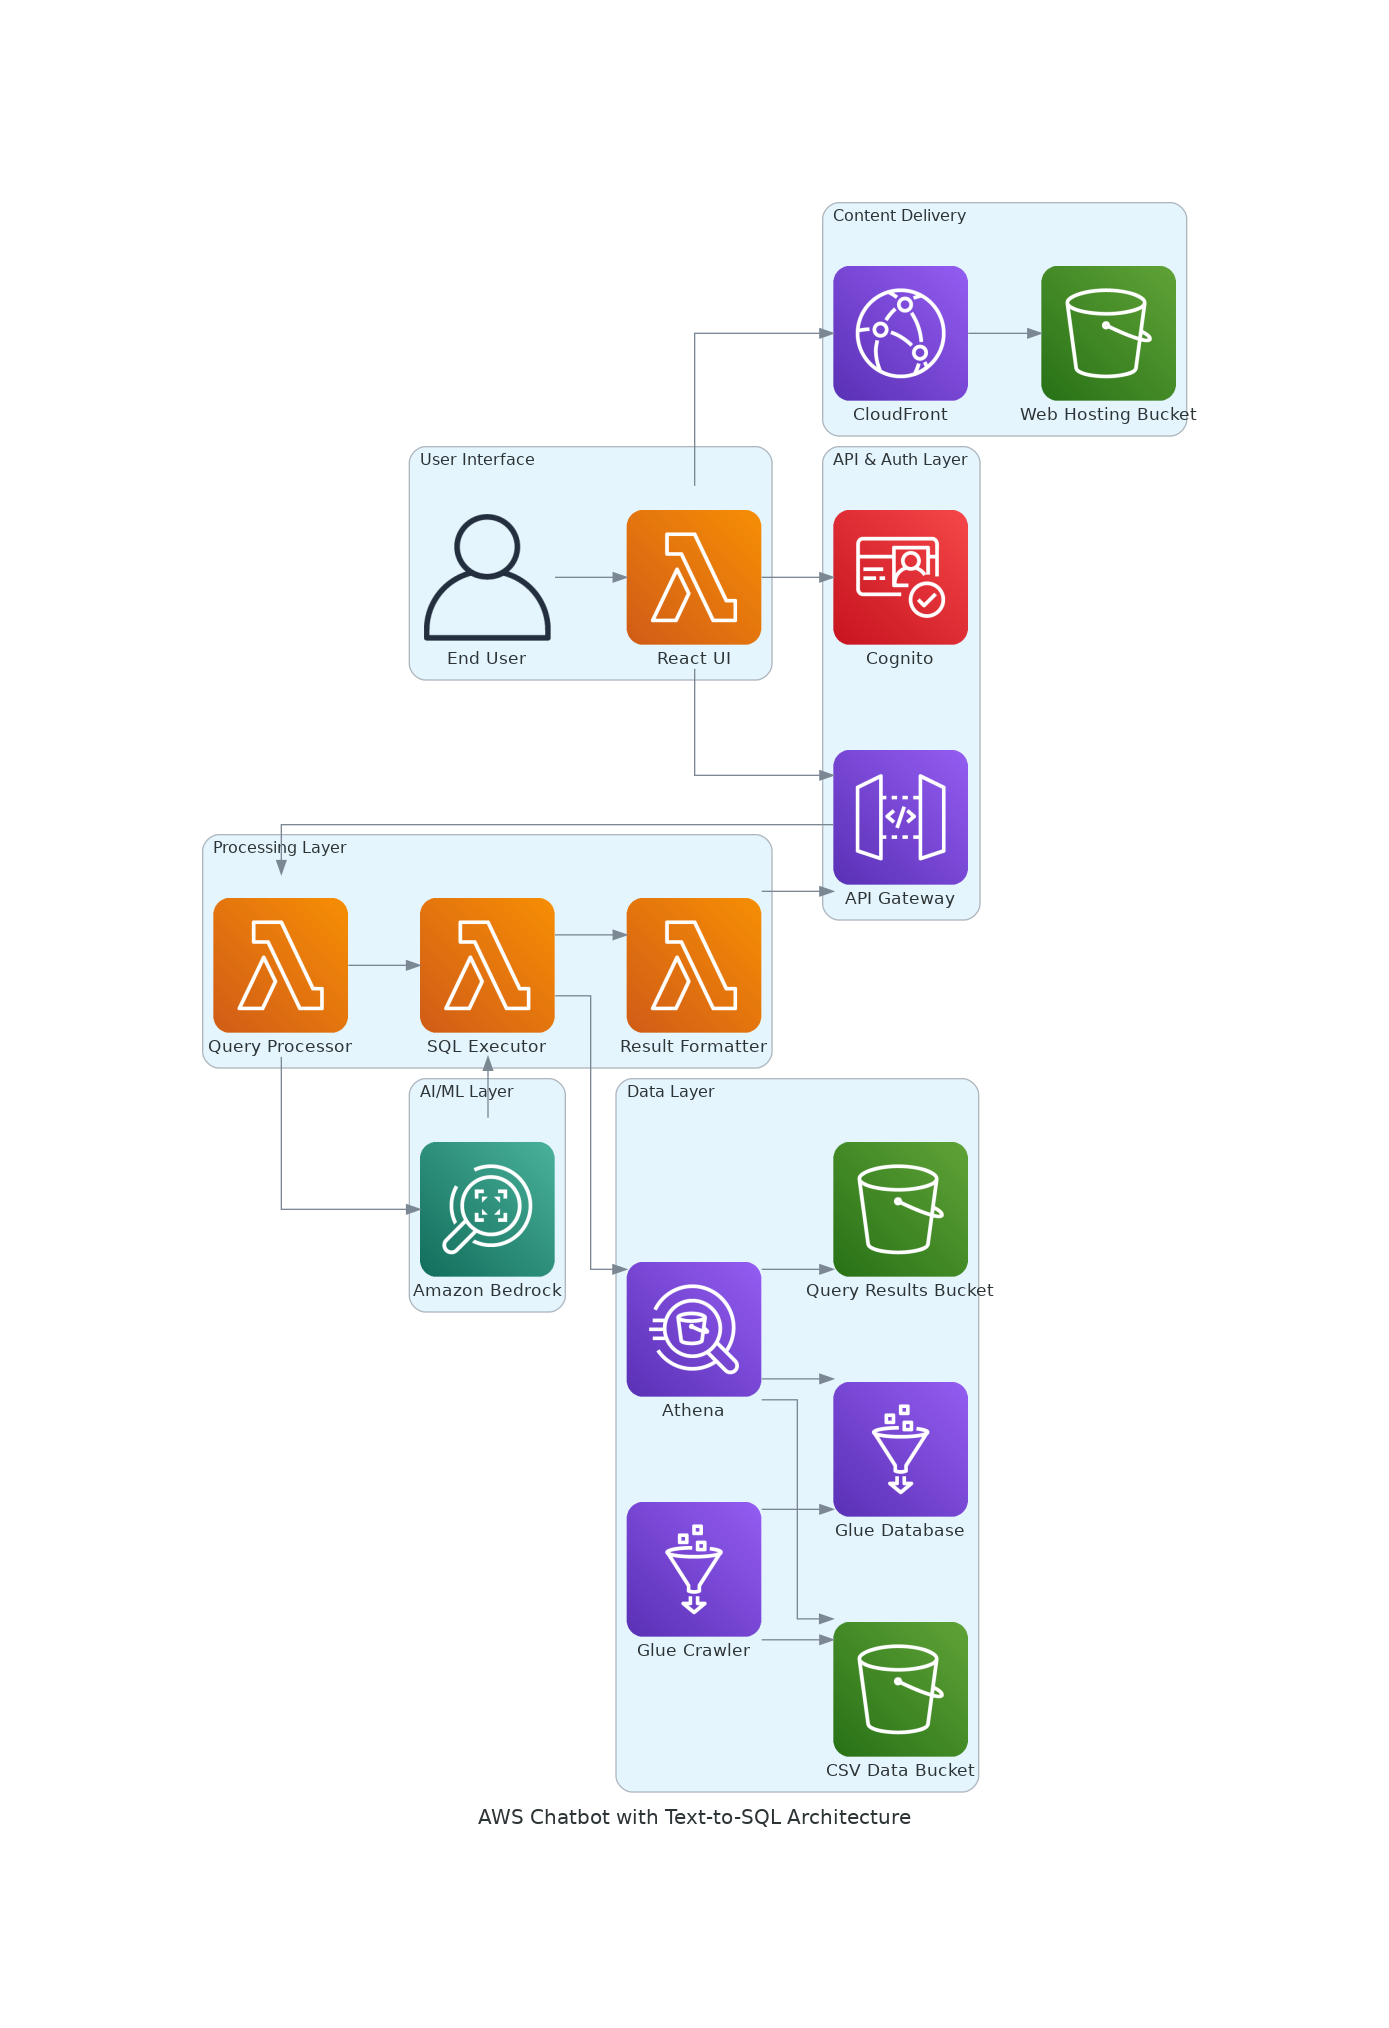 Content Delivery
CloudFront
Web Hosting Bucket
User Interface
End User
React UI
API & Auth Layer
Cognito
API Gateway
Processing Layer
Query Processor
SQL Executor
Result Formatter
AI/ML Layer
Amazon Bedrock
Data Layer
Query Results Bucket
Athena
Glue Database
Glue Crawler
CSV Data Bucket
AWS Chatbot with Text-to-SQL Architecture